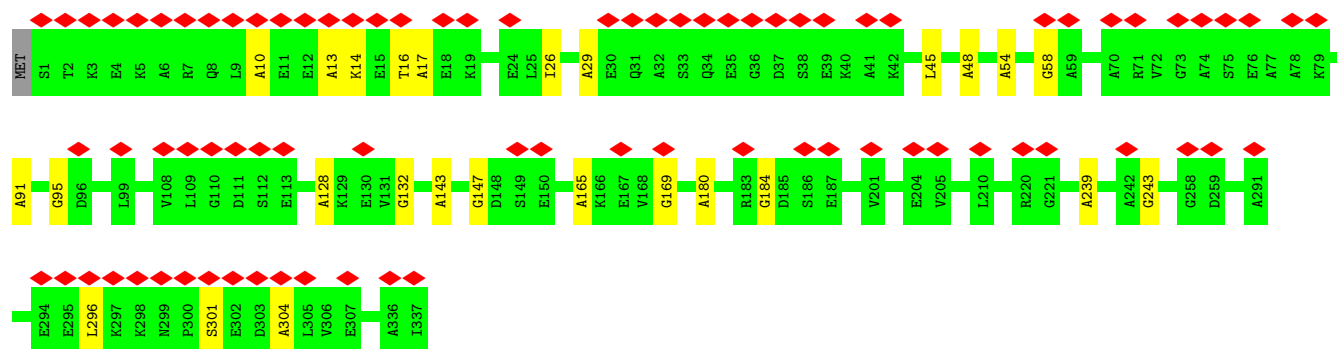 MET S1 T2 K3 E4 K5 A6 R7 Q8 L9 A10 E11 E12 A13 K14 E15 T16 A17 E18 K19 E24 L25 I26 A29 E30 Q31 A32 S33 Q34 E35 G36 D37 S38 E39 K40 A41 K42 L45 A48 A54 G58 A59 A70 R71 V72 G73 A74 S75 E76 A77 A78 K79
A91 G95 D96 L99 V108 L109 G110 D111 S112 E113 A128 K129 E130 V131 G132 A143 G147 D148 S149 E150 A165 K166 E167 V168 G169 A180 R183 G184 D185 S186 E187 V201 E204 V205 L210 R220 G221 A239 A242 G243 G258 D259 A291
E294 E295 L296 K297 K298 N299 P300 S301 E302 D303 A304 L305 V306 E307 A336 I337